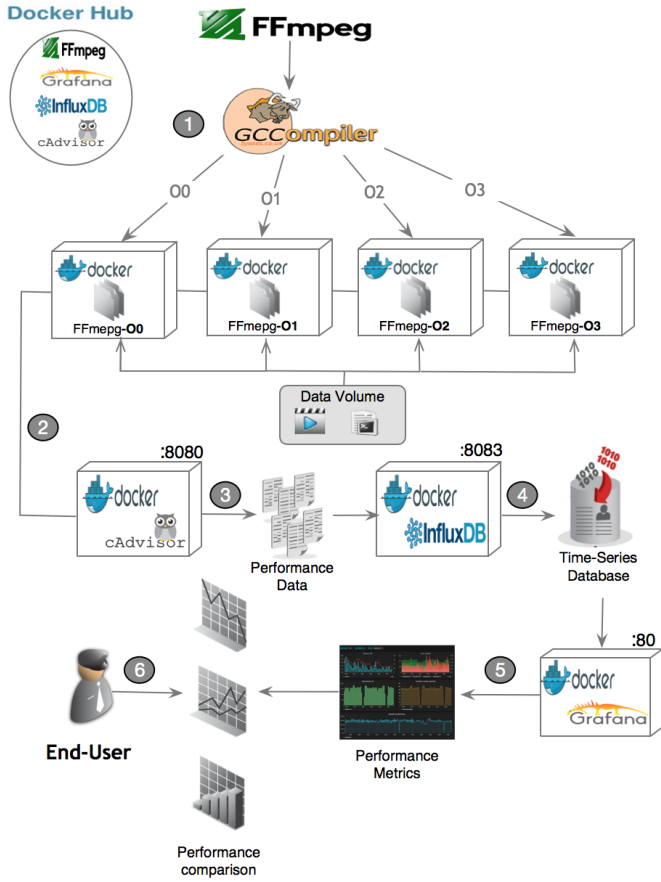 Docker Hub
FFmpeg
FFmpeg
Grafana
InfluxDB
cAdvisor
1
GCCompiler
O0
O1
O2
O3
docker
docker
docker
docker
FFmepg-O0
FFmepg-O1
FFmepg-O2
FFmepg-O3
Data Volume
2
:8080
:8083
3
4
1010
1010
1010
1010
docker
cAdvisor
docker
InfluxDB
Performance
Data
Time-Series
Database
:80
6
5
docker
Grafana
End-User
Performance
Metrics
Performance
comparison